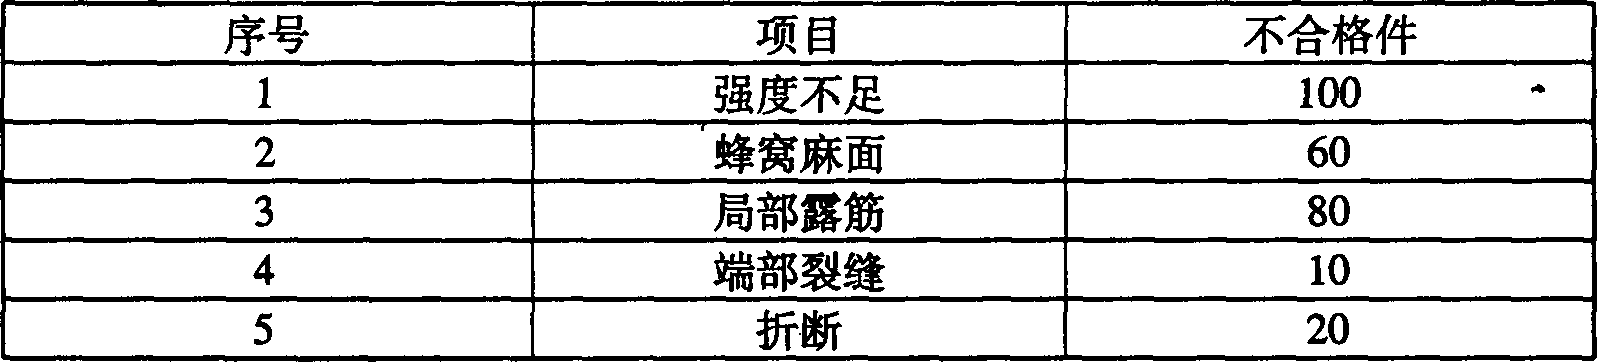 序号 项目 不合格件
1 强度不足 100
2 蜂窝麻面 60
3 局部露筋 80
4 端部裂缝 10
5 折断 20